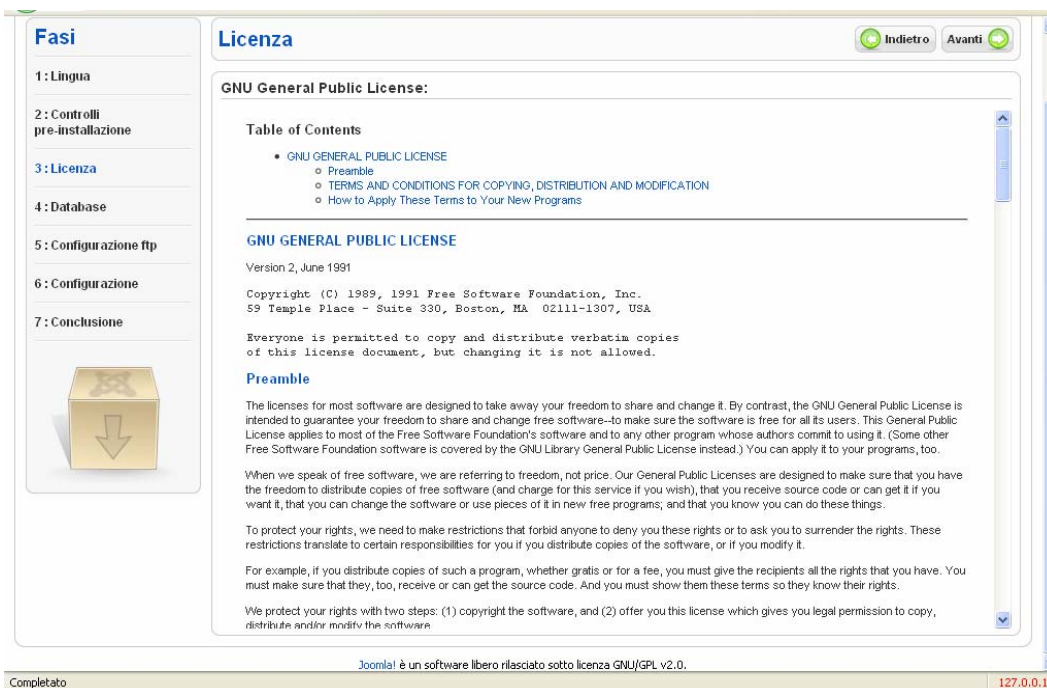 Fasi
1 : Lingua
2 : Controlli
pre-installazione
3 : Licenza
4 : Database
5 : Configurazione ftp
6 : Configurazione
7 : Conclusione
Licenza
Indietro
Avanti
GNU General Public License:
Table of Contents
• GNU GENERAL PUBLIC LICENSE
○ Preamble
○ TERMS AND CONDITIONS FOR COPYING, DISTRIBUTION AND MODIFICATION
○ How to Apply These Terms to Your New Programs
GNU GENERAL PUBLIC LICENSE
Version 2, June 1991
Copyright (C) 1989, 1991 Free Software Foundation, Inc.
59 Temple Place - Suite 330, Boston, MA 02111-1307, USA
Everyone is permitted to copy and distribute verbatim copies
of this license document, but changing it is not allowed.
Preamble
The licenses for most software are designed to take away your freedom to share and change it. By contrast, the GNU General Public License is
intended to guarantee your freedom to share and change free software--to make sure the software is free for all its users. This General Public
License applies to most of the Free Software Foundation's software and to any other program whose authors commit to using it. (Some other
Free Software Foundation software is covered by the GNU Library General Public License instead.) You can apply it to your programs, too.
When we speak of free software, we are referring to freedom, not price. Our General Public Licenses are designed to make sure that you have
the freedom to distribute copies of free software (and charge for this service if you wish), that you receive source code or can get it if you
want it, that you can change the software or use pieces of it in new free programs; and that you know you can do these things.
To protect your rights, we need to make restrictions that forbid anyone to deny you these rights or to ask you to surrender the rights. These
restrictions translate to certain responsibilities for you if you distribute copies of the software, or if you modify it.
For example, if you distribute copies of such a program, whether gratis or for a fee, you must give the recipients all the rights that you have. You
must make sure that they, too, receive or can get the source code. And you must show them these terms so they know their rights.
We protect your rights with two steps: (1) copyright the software, and (2) offer you this license which gives you legal permission to copy,
distribute and/or modify the software.
Joomla! è un software libero rilasciato sotto licenza GNU/GPL v2.0.
Completato
127.0.0.1